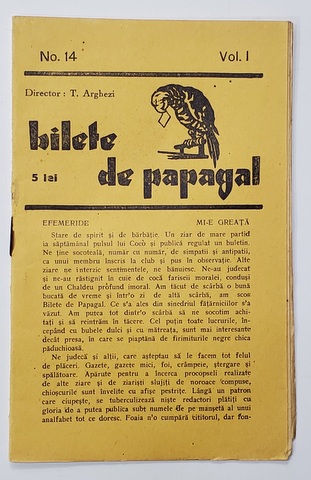 No. 14 Vol. I
Director : T. Arghezi
bilete
de papagal
5 lei
EFEMERIDE MI-E GREAȚĂ
Stare de spirit și de bărbăție. Un ziar de mare partid
ia săptămânal pulsul lui Cocò și publică regulat un buletin.
Ne ține socoteală, număr cu număr, de simpatii și antipatii,
ca unui membru înscris la club și pus în observație. Alte
ziare ne interzic sentimentele, ne bănuiesc. Ne-au judecat
și ne-au răstignit în cuie de cocă fariseii moralei, conduși
de un Chaldeu profund imoral. Am tăcut de scârbă o bună
bucată de vreme și într'o zi de altă scârbă, am scos
Bilete de Papagal. Ce s'a ales din sinedriul fățărniciilor s'a
văzut. Am putea tot dintr'o scârbă să ne socotim achi-
tați și să reintrăm în tăcere. Cel puțin toate lucrurile, în-
cepând cu bubele dulci și cu mătreața, sunt mai interesante
decât presa, în care se piaptănă de firimiturile negre chica
păduchioasă.
Ne judecă și alții, care așteptau să le facem tot felul
de plăceri. Gazete, gazete mici, foi, crâmpeie, ștergare și
spălătoare. Apărute pentru a încerca procopseli realizate
de alte ziare și de ziariști slujiți de noroace compuse,
chioșcurile sunt învelite cu afișe pestrițe. Lângă un patron
care ciupește, se tuberculizează niște redactori plătiți cu
gloria de a putea publica subt numele de pe manșetă al unui
analfabet tot ce doresc. Foaia n'o cumpără cititorul, dar fon-